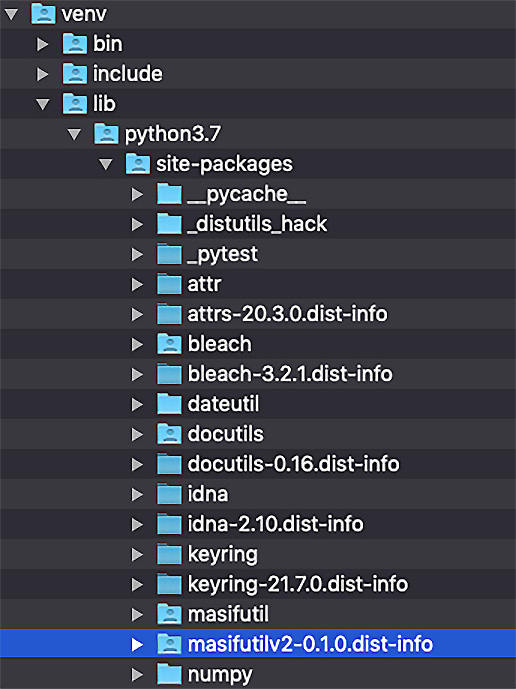 venv
bin
include
lib
python3.7
site-packages
__pycache__
_distutils_hack
_pytest
attr
attrs-20.3.0.dist-info
bleach
bleach-3.2.1.dist-info
dateutil
docutils
docutils-0.16.dist-info
idna
idna-2.10.dist-info
keyring
keyring-21.7.0.dist-info
masifutil
masifutilv2-0.1.0.dist-info
numpy